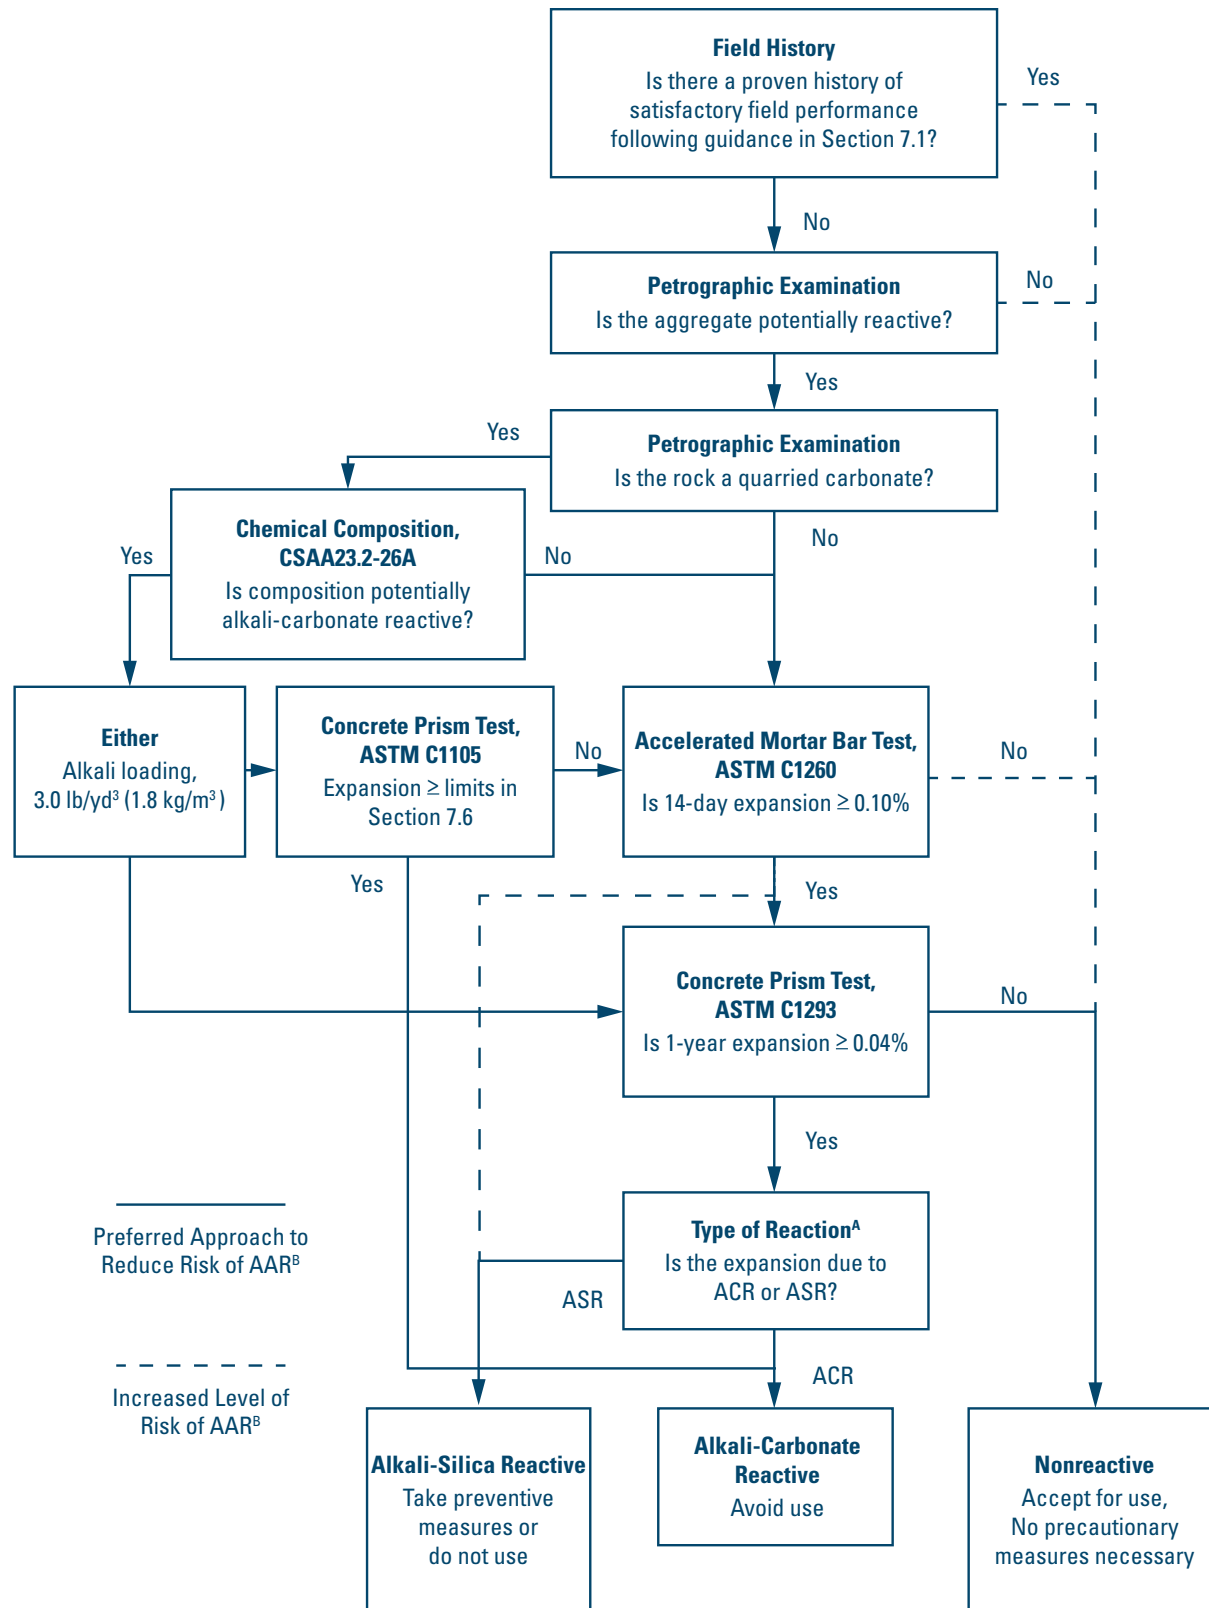 Field History
Is there a proven history of
satisfactory field performance
following guidance in Section 7.1?
Yes
No
Petrographic Examination
Is the aggregate potentially reactive?
No
Yes
Petrographic Examination
Is the rock a quarried carbonate?
Yes
No
Chemical Composition,
CSAA23.2-26A
Is composition potentially
alkali-carbonate reactive?
Yes
No
Either
Alkali loading,
3.0 lb/yd³ (1.8 kg/m³ )
Concrete Prism Test,
ASTM C1105
Expansion ≥ limits in
Section 7.6
No
Yes
Accelerated Mortar Bar Test,
ASTM C1260
Is 14-day expansion ≥ 0.10%
No
Yes
Concrete Prism Test,
ASTM C1293
Is 1-year expansion ≥ 0.04%
No
Yes
Type of Reactionᴬ
Is the expansion due to
ACR or ASR?
ASR
ACR
Preferred Approach to
Reduce Risk of AARᴮ
Increased Level of
Risk of AARᴮ
Alkali-Silica Reactive
Take preventive
measures or
do not use
Alkali-Carbonate
Reactive
Avoid use
Nonreactive
Accept for use,
No precautionary
measures necessary